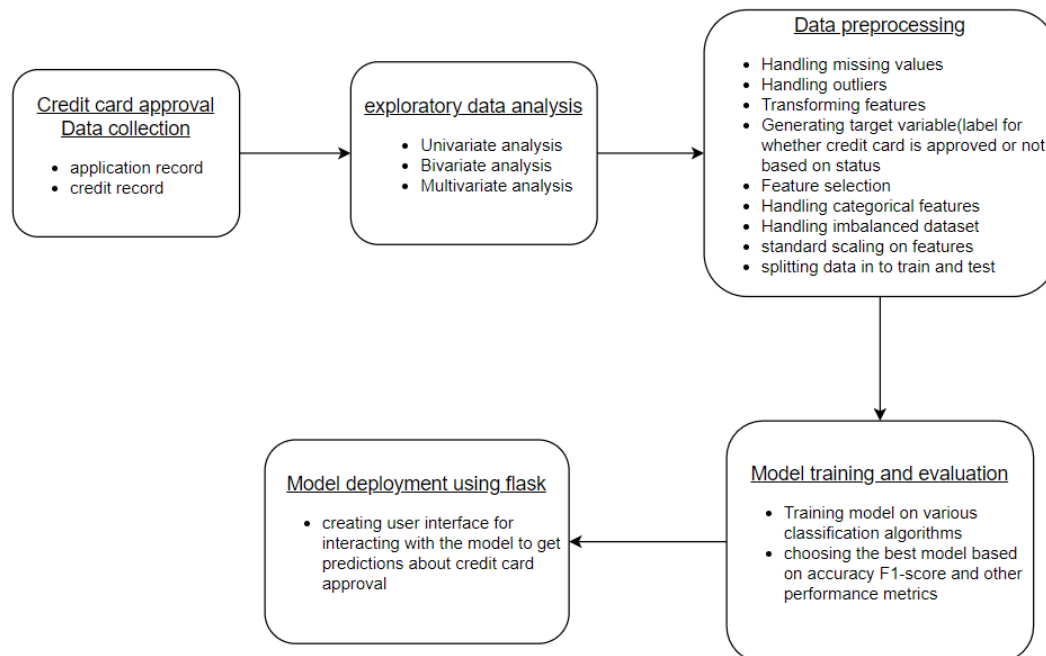 Credit card approval
Data collection
• application record
• credit record
exploratory data analysis
• Univariate analysis
• Bivariate analysis
• Multivariate analysis
Data preprocessing
• Handling missing values
• Handling outliers
• Transforming features
• Generating target variable(label for
whether credit card is approved or not
based on status
• Feature selection
• Handling categorical features
• Handling imbalanced dataset
• standard scaling on features
• splitting data in to train and test
Model training and evaluation
• Training model on various
classification algorithms
• choosing the best model based
on accuracy F1-score and other
performance metrics
Model deployment using flask
• creating user interface for
interacting with the model to get
predictions about credit card
approval